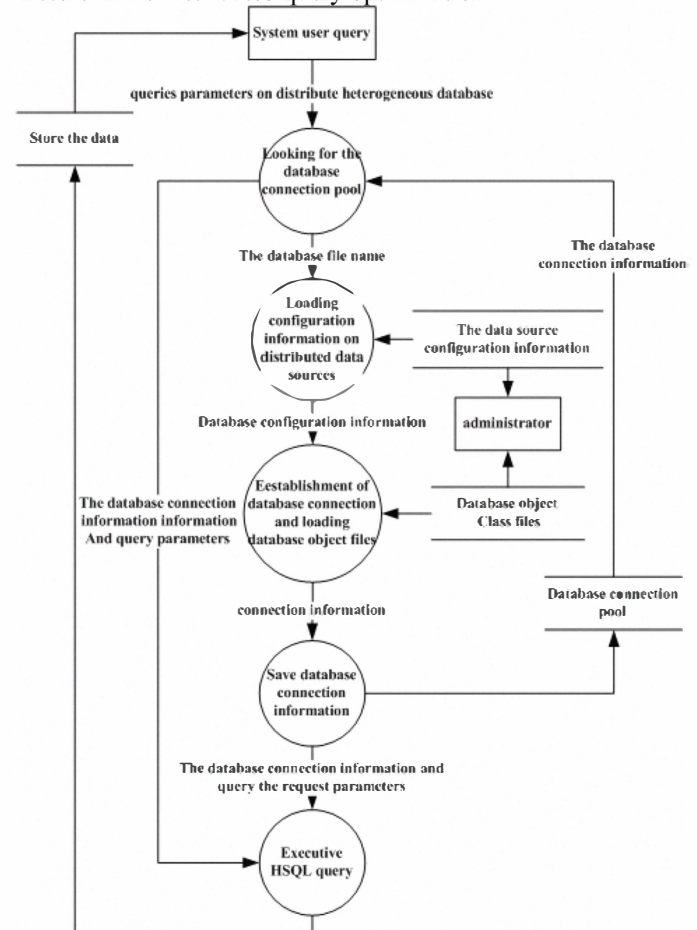 System user query
queries parameters on distribute heterogeneous database
Store the data
Looking for the
database
connection pool
The database
connection information
The database file name
Loading
configuration
information on
distributed data
sources
The data source
configuration information
administrator
Database configuration information
Eestablishment of
database connection
and loading
database object files
Database object
Class files
The database connection
information information
And query parameters
connection information
Database connection
pool
Save database
connection
information
The database connection information and
query the request parameters
Executive
HSQL query